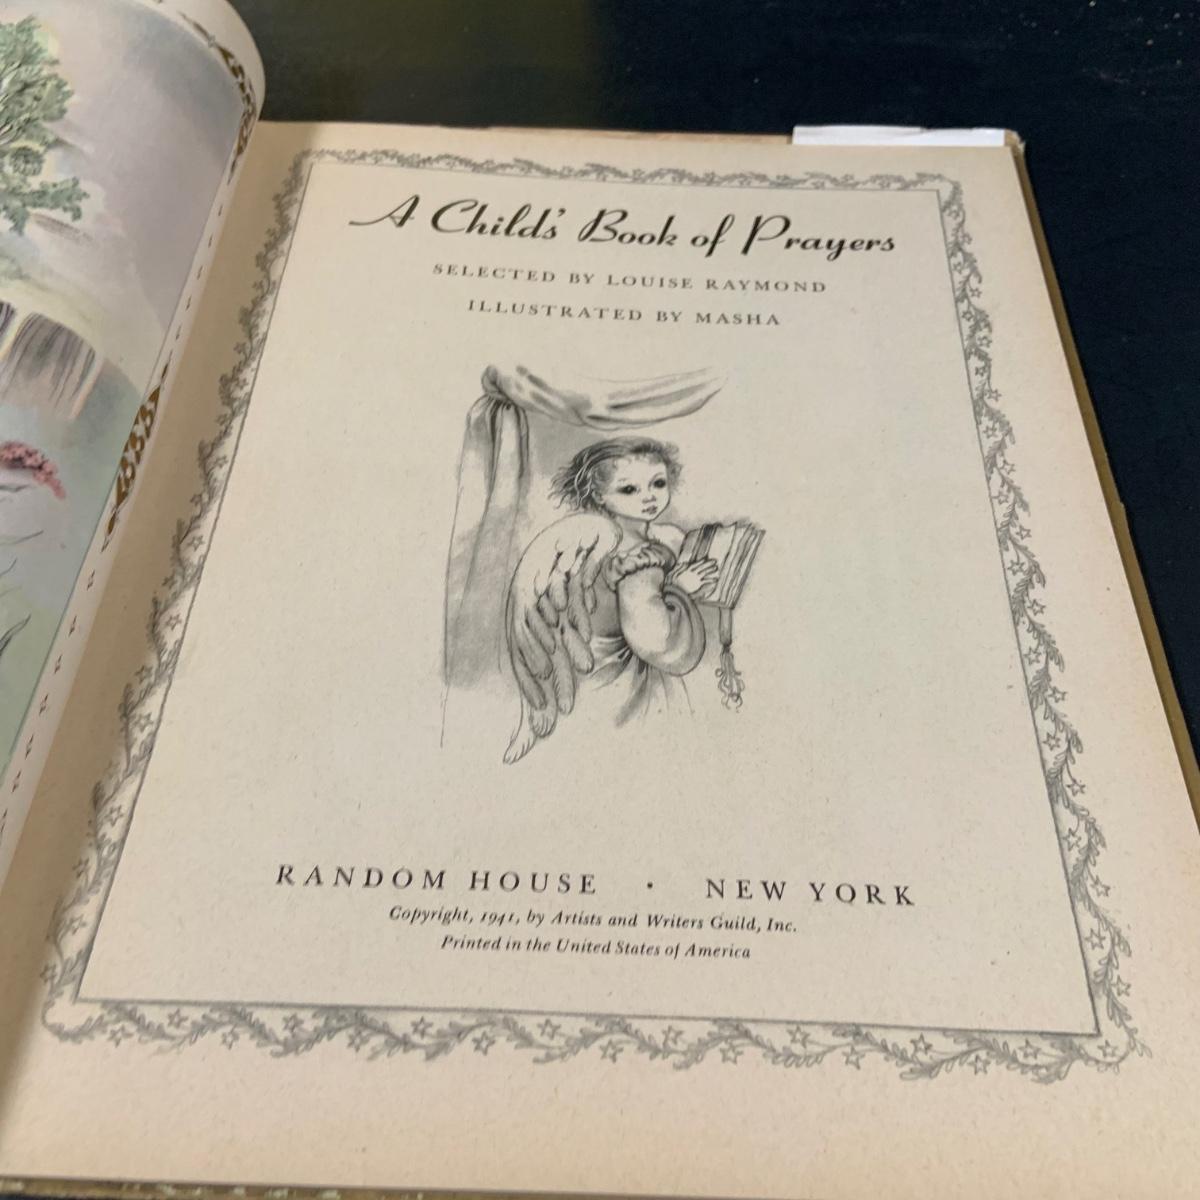 A Child's Book of Prayers
SELECTED BY LOUISE RAYMOND
ILLUSTRATED BY MASHA
RANDOM HOUSE · NEW YORK
Copyright, 1941, by Artists and Writers Guild, Inc.
Printed in the United States of America